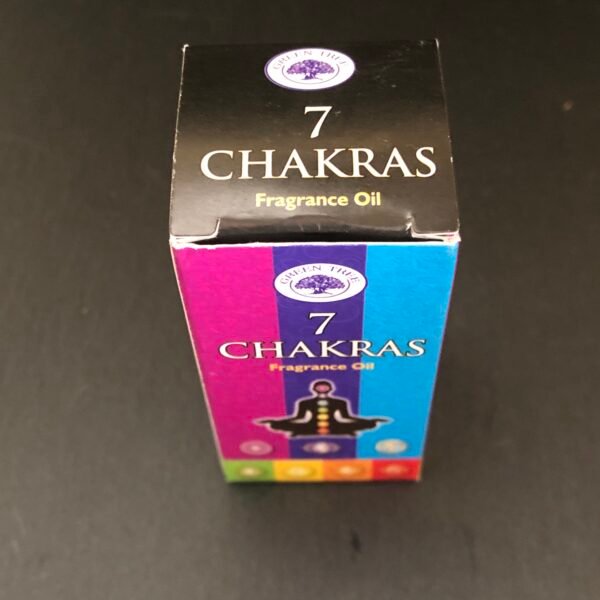 GREEN TREE
7
CHAKRAS
Fragrance Oil
GREEN TREE
7
CHAKRAS
Fragrance Oil